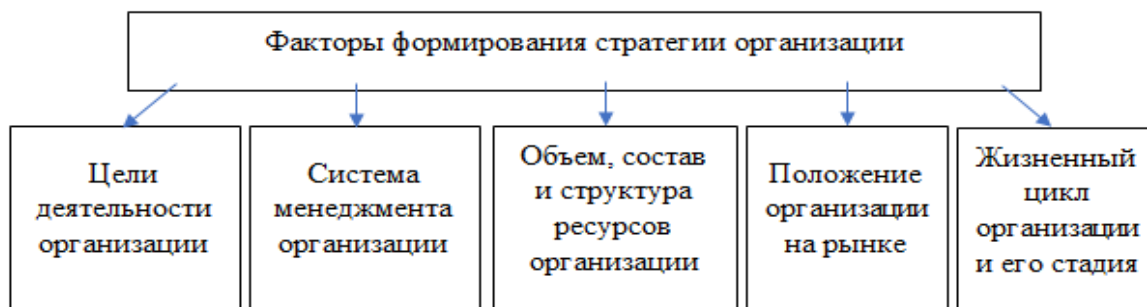 Факторы формирования стратегии организации
Цели
деятельности
организации
Система
менеджмента
организации
Объем, состав
и структура
ресурсов
организации
Положение
организации
на рынке
Жизненный
цикл
организации
и его стадия